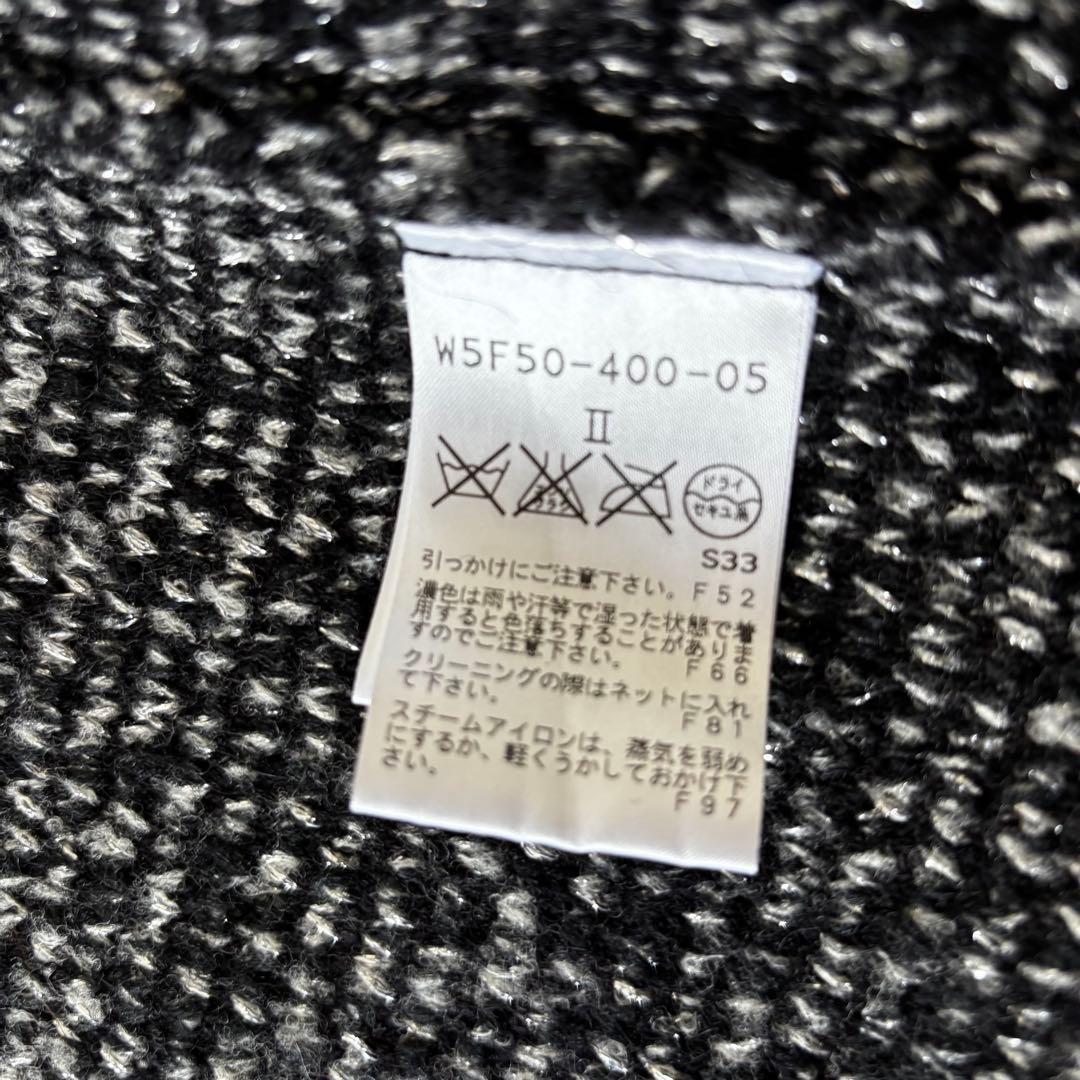 W5F50-400-05
II
エンソ
サラシ
ドライ
セキユ系
S33
引っかけにご注意下さい。F52
濃色は雨や汗等で湿った状態で着
用すると色落ちすることがありま
すのでご注意下さい。 F66
クリーニングの際はネットに入れ
て下さい。 F81
スチームアイロンは、蒸気を弱め
にするか、軽くうかしておかけ下
さい。 F97